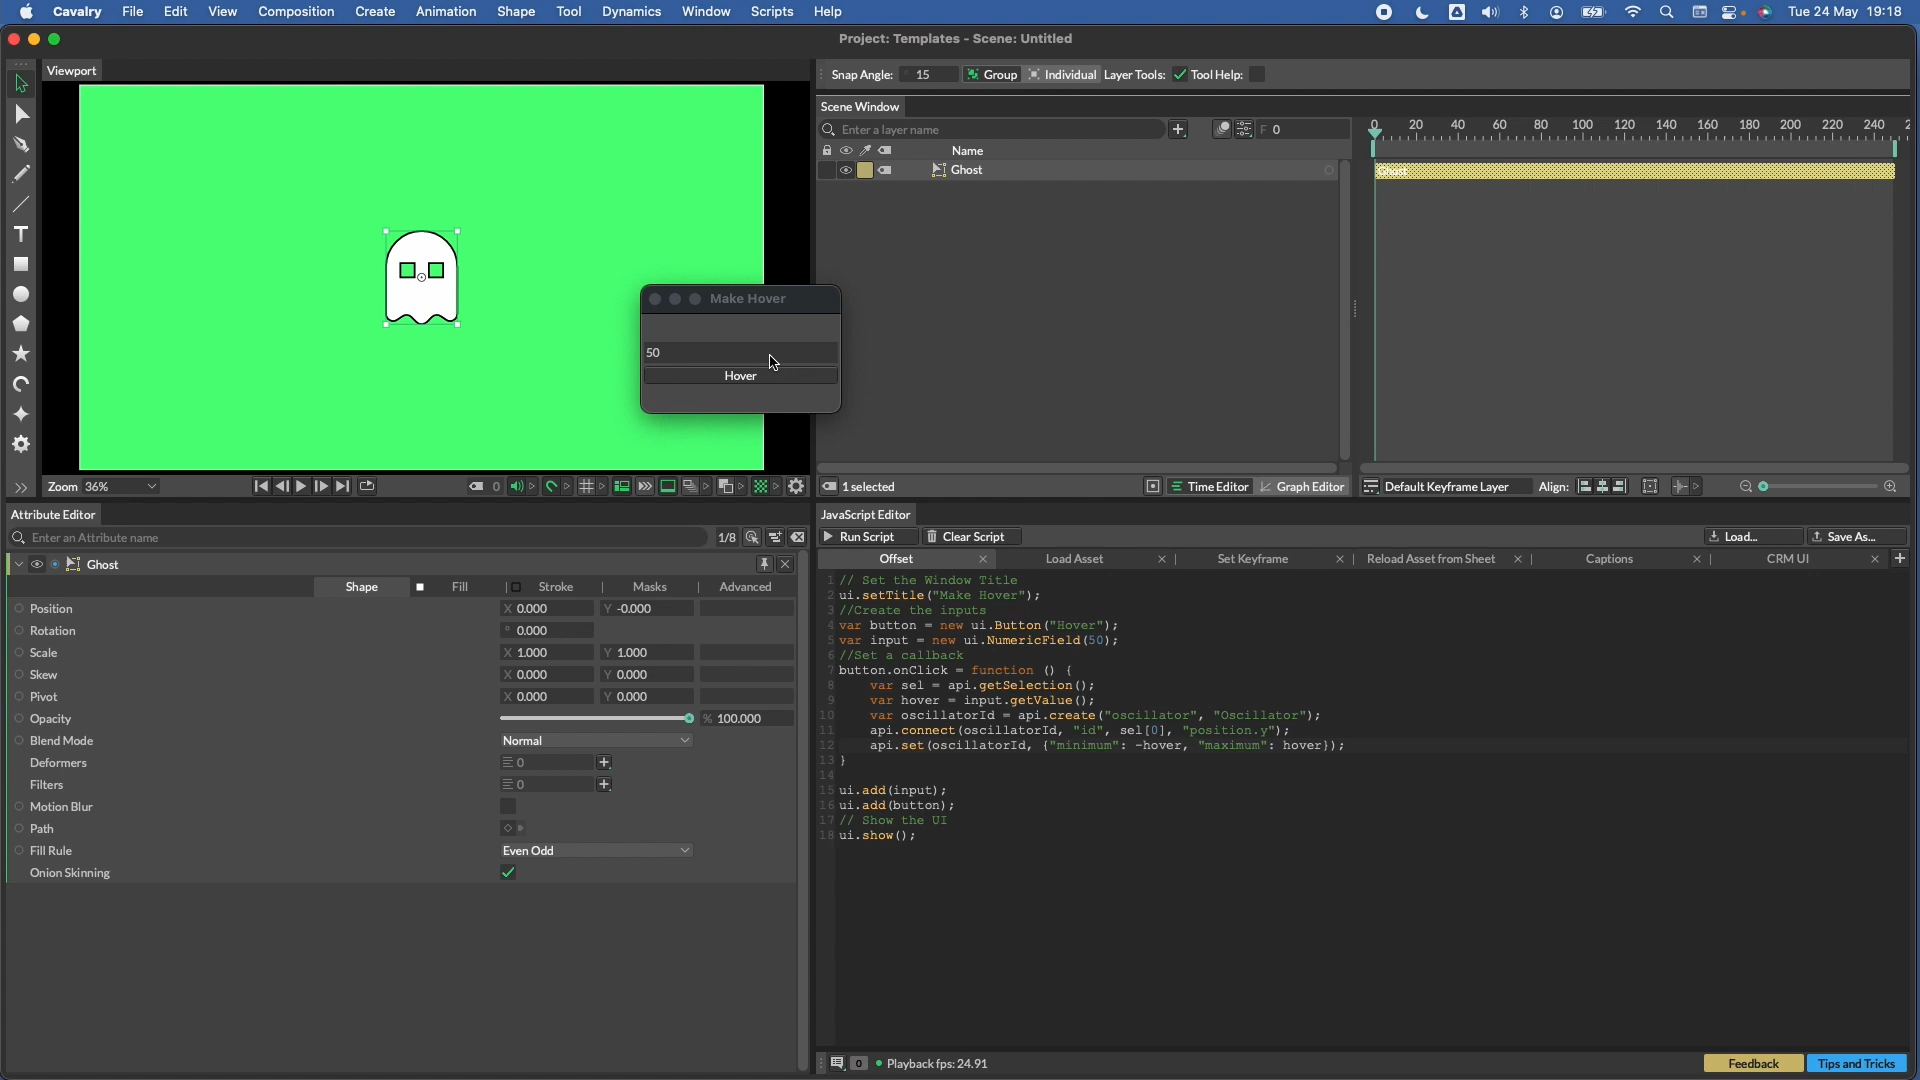 Cavalry File Edit View Composition Create Animation Shape Tool Dynamics Window Scripts Help Tue 24 May 19:18
Project: Templates - Scene: Untitled
Viewport
Snap Angle: 15 Group Individual Layer Tools: Tool Help:
Scene Window
Enter a layer name F 0
0 20 40 60 80 100 120 140 160 180 200 220 240
Name
Ghost
Ghost
Make Hover
50
Hover
Zoom 36% 0
1 selected Time Editor Graph Editor Default Keyframe Layer Align:
Attribute Editor
Enter an Attribute name 1/8
Ghost
Shape Fill Stroke Masks Advanced
Position X 0.000 Y -0.000
Rotation ° 0.000
Scale X 1.000 Y 1.000
Skew X 0.000 Y 0.000
Pivot X 0.000 Y 0.000
Opacity % 100.000
Blend Mode Normal
Deformers 0
Filters 0
Motion Blur
Path
Fill Rule Even Odd
Onion Skinning
JavaScript Editor
Run Script Clear Script Load... Save As...
Offset Load Asset Set Keyframe Reload Asset from Sheet Captions CRM UI
1 // Set the Window Title
2 ui.setTitle("Make Hover");
3 //Create the inputs
4 var button = new ui.Button("Hover");
5 var input = new ui.NumericField(50);
6 //Set a callback
7 button.onClick = function () {
8 var sel = api.getSelection();
9 var hover = input.getValue();
10 var oscillatorId = api.create("oscillator", "Oscillator");
11 api.connect(oscillatorId, "id", sel[0], "position.y");
12 api.set(oscillatorId, {"minimum": -hover, "maximum": hover});
13 }
14
15 ui.add(input);
16 ui.add(button);
17 // Show the UI
18 ui.show();
0 Playback fps: 24.91
Feedback Tips and Tricks